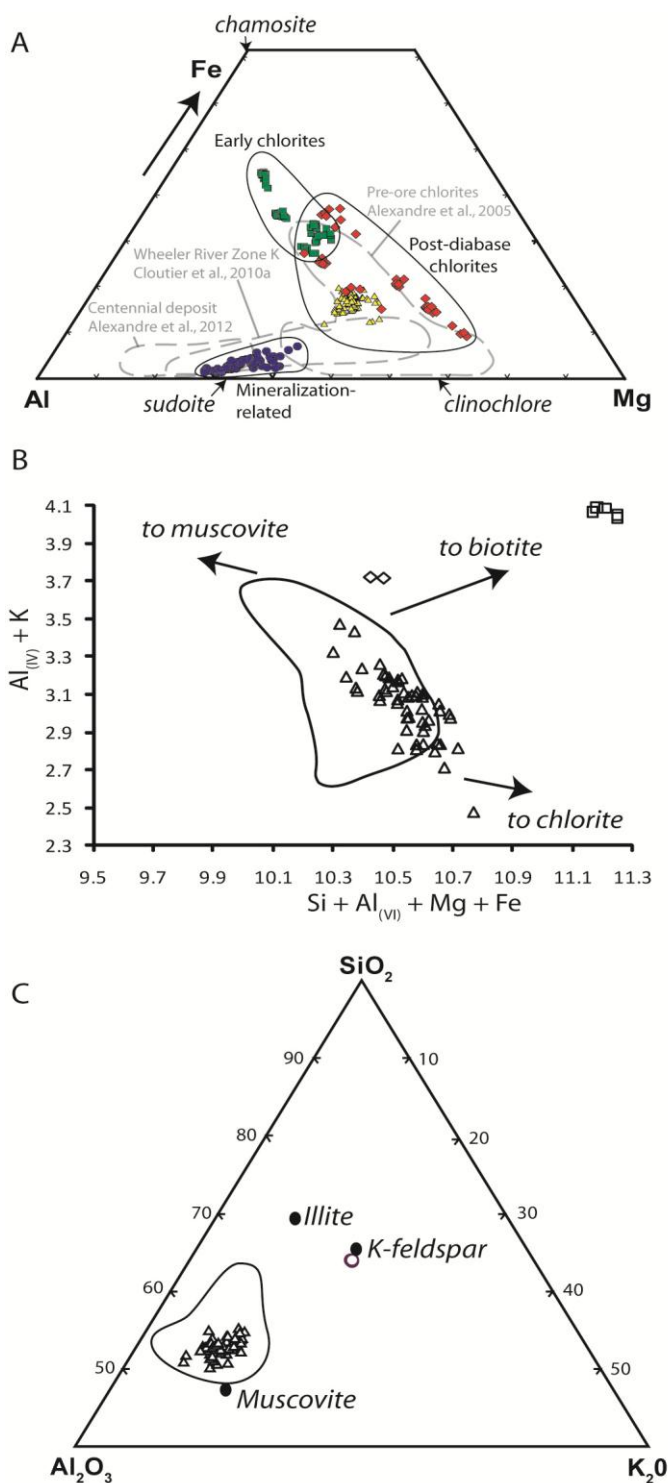 A
chamosite
Fe
Early chlorites
Pre-ore chlorites
Alexandre et al., 2005
Wheeler River Zone K
Cloutier et al., 2010a
Post-diabase
chlorites
Centennial deposit
Alexandre et al., 2012
Al
sudoite
Mineralization-
related
clinochlore
Mg
B
4.1
3.9
3.7
3.5
3.3
3.1
2.9
2.7
2.5
2.3
Al(IV) + K
to muscovite
to biotite
to chlorite
9.5 9.7 9.9 10.1 10.3 10.5 10.7 10.9 11.1 11.3
Si + Al(VI) + Mg + Fe
C
SiO2
90 10
80 20
70 30
Illite
K-feldspar
60 40
50 50
Muscovite
Al2O3 K20